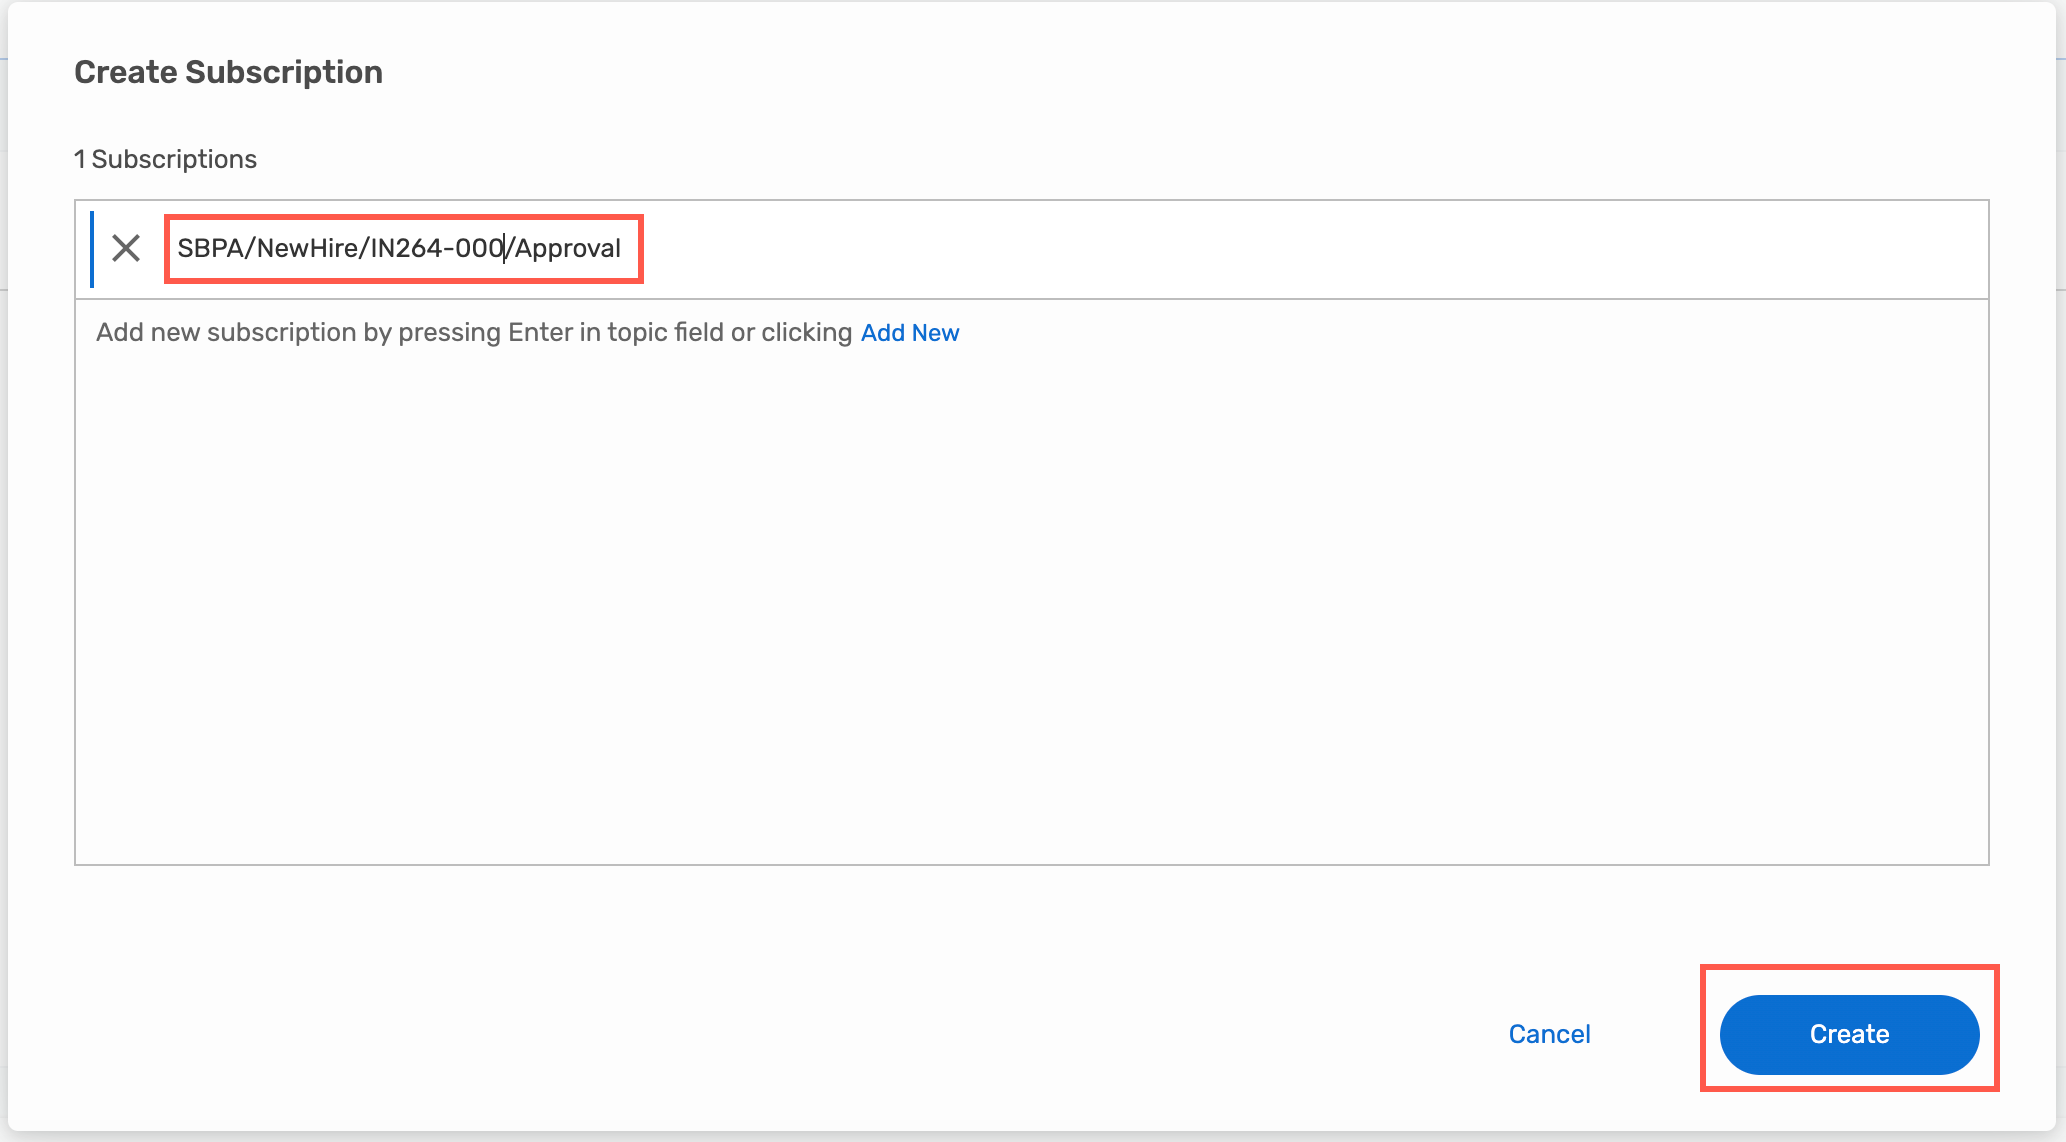 Create Subscription
1 Subscriptions
SBPA/NewHire/IN264-000/Approval
Add new subscription by pressing Enter in topic field or clicking Add New
Cancel
Create